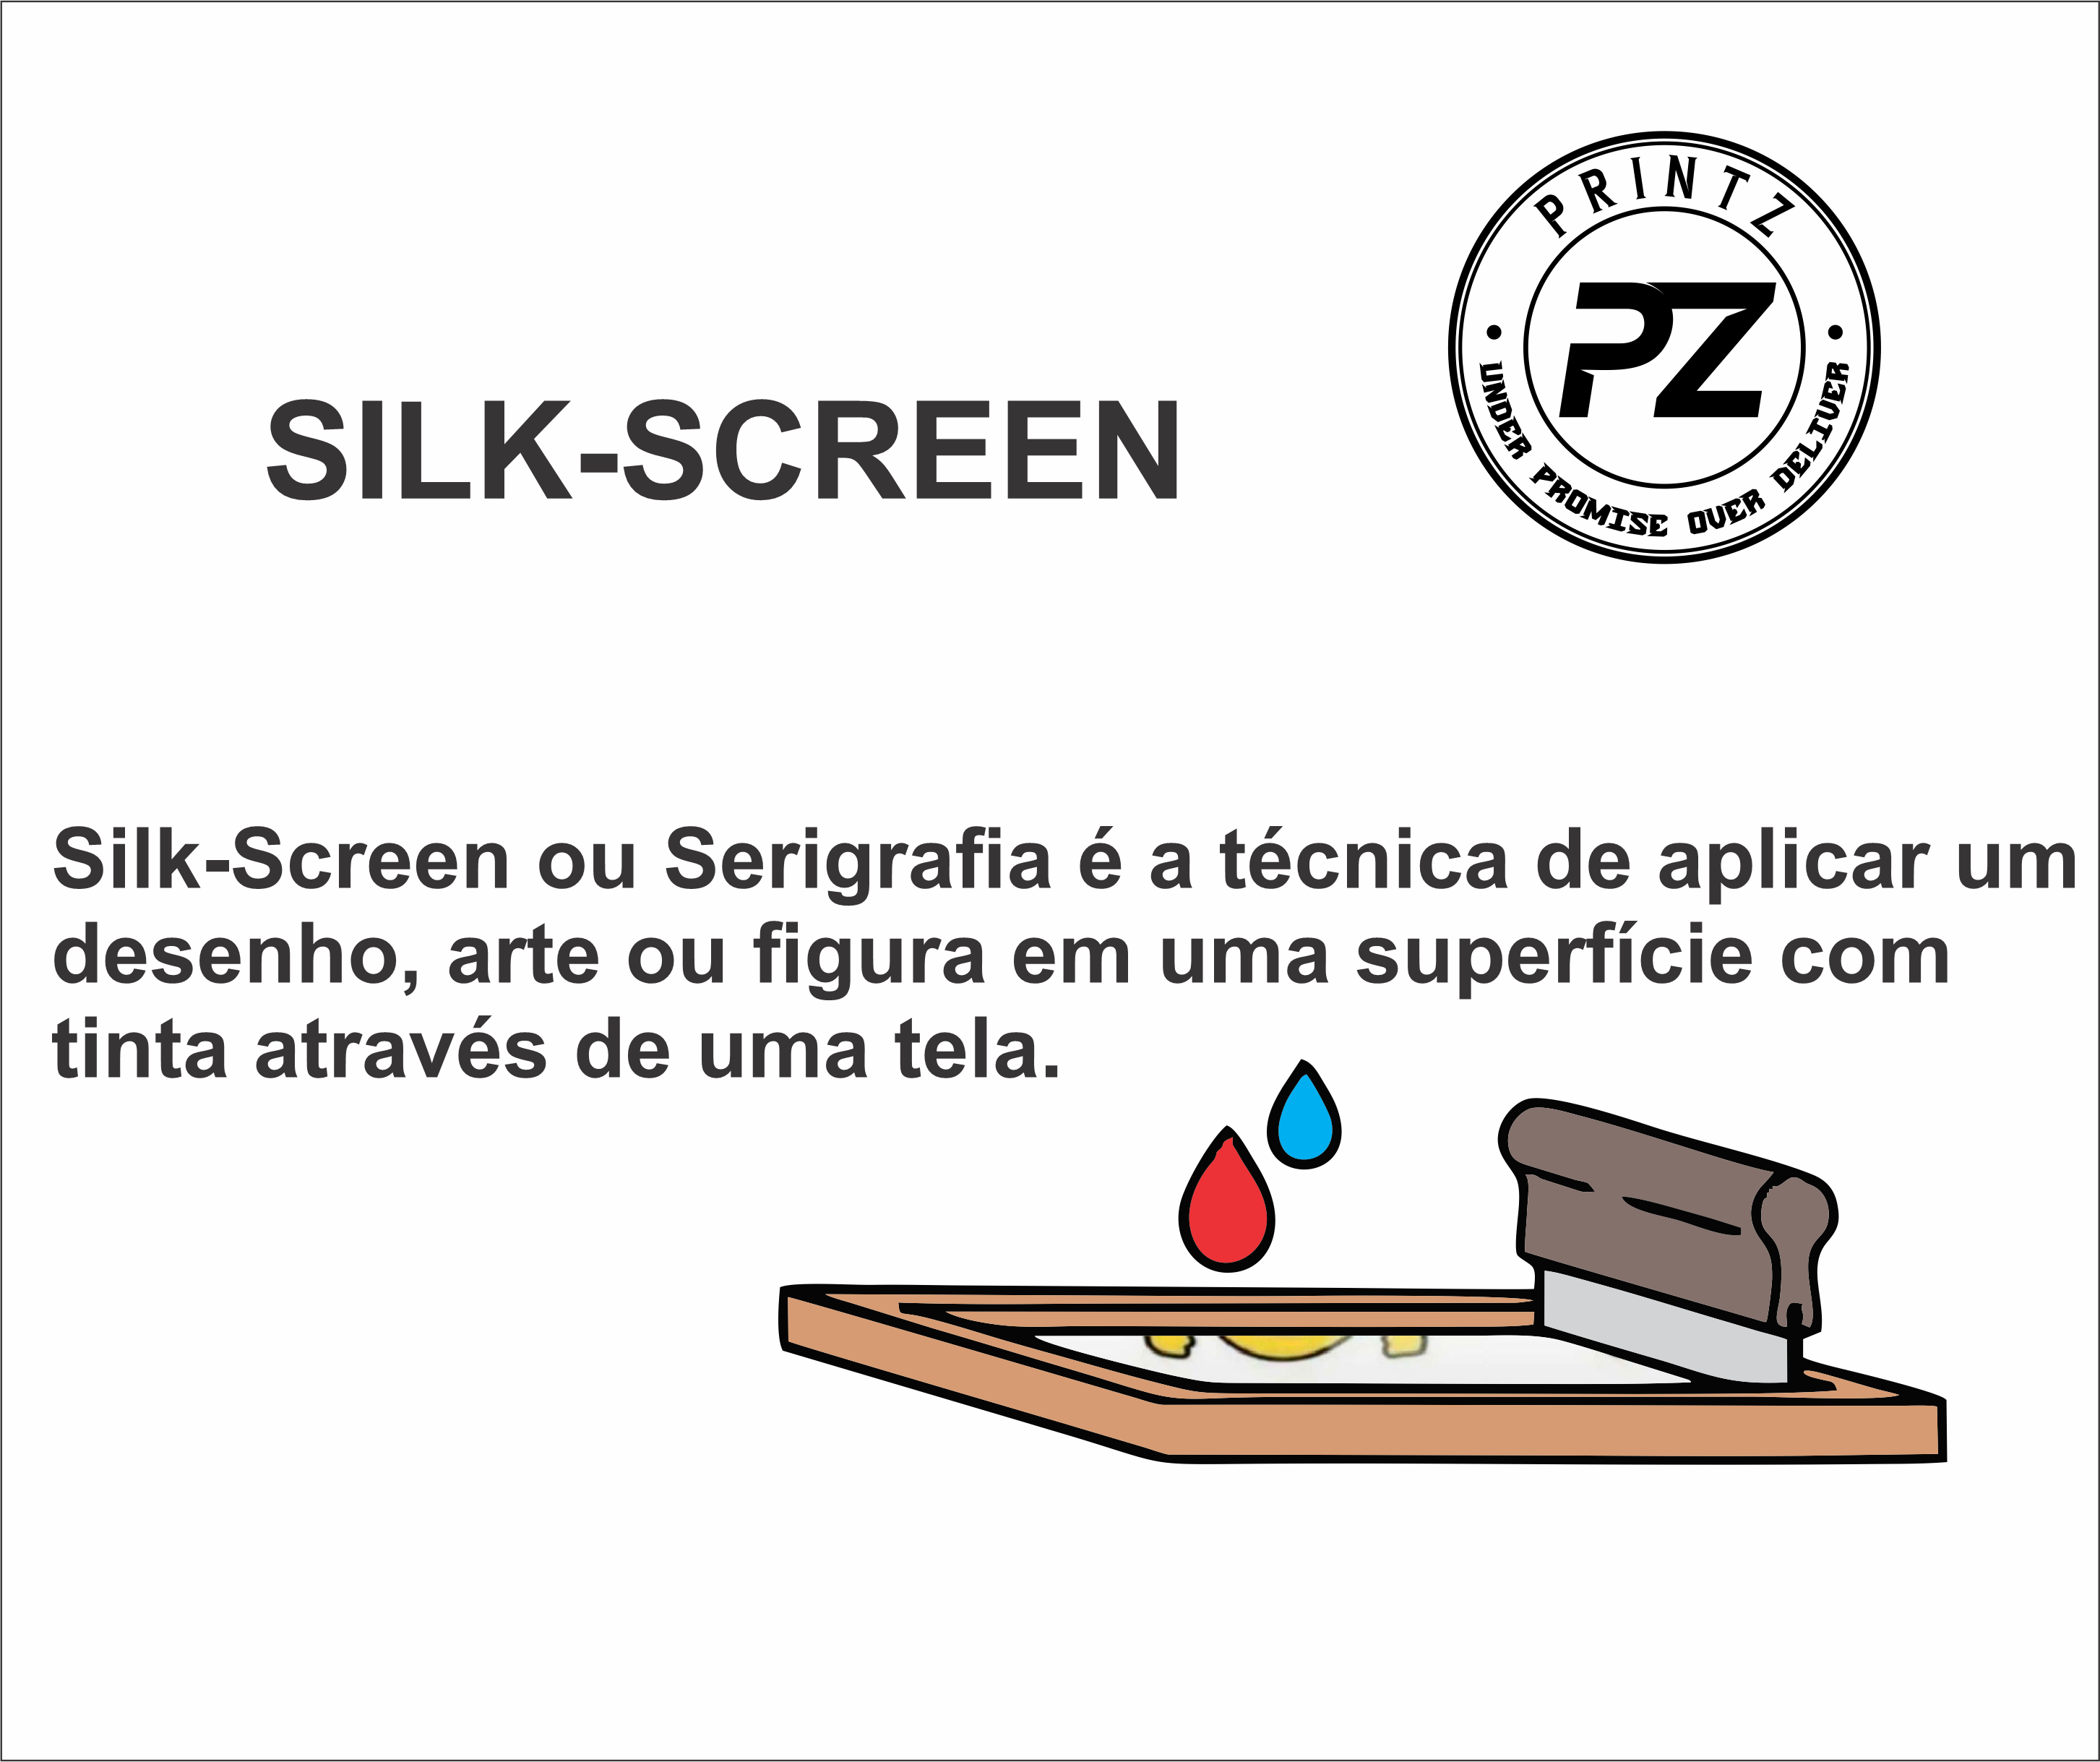 PRINTZ
PZ
UNDER PROMISE OVER DELIVER
SILK-SCREEN
Silk-Screen ou Serigrafia é a técnica de aplicar um
desenho, arte ou figura em uma superfície com
tinta através de uma tela.